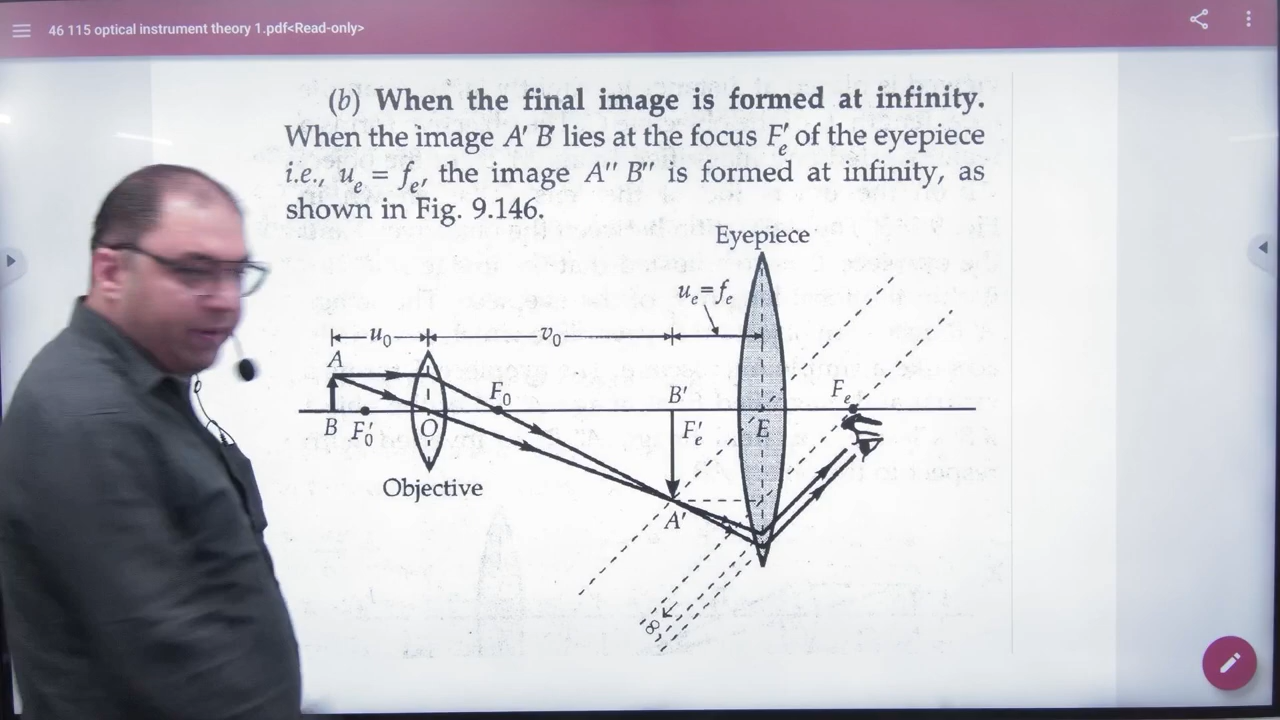 46 115 optical instrument theory 1.pdf<Read-only>
(b) When the final image is formed at infinity.
When the image A′ B′ lies at the focus F′e of the eyepiece
i.e., ue = fe, the image A″ B″ is formed at infinity, as
shown in Fig. 9.146.
Eyepiece
ue=fe
u0
v0
A
B
F′0
O
F0
B′
F′e
E
Fe
Objective
A′
∞